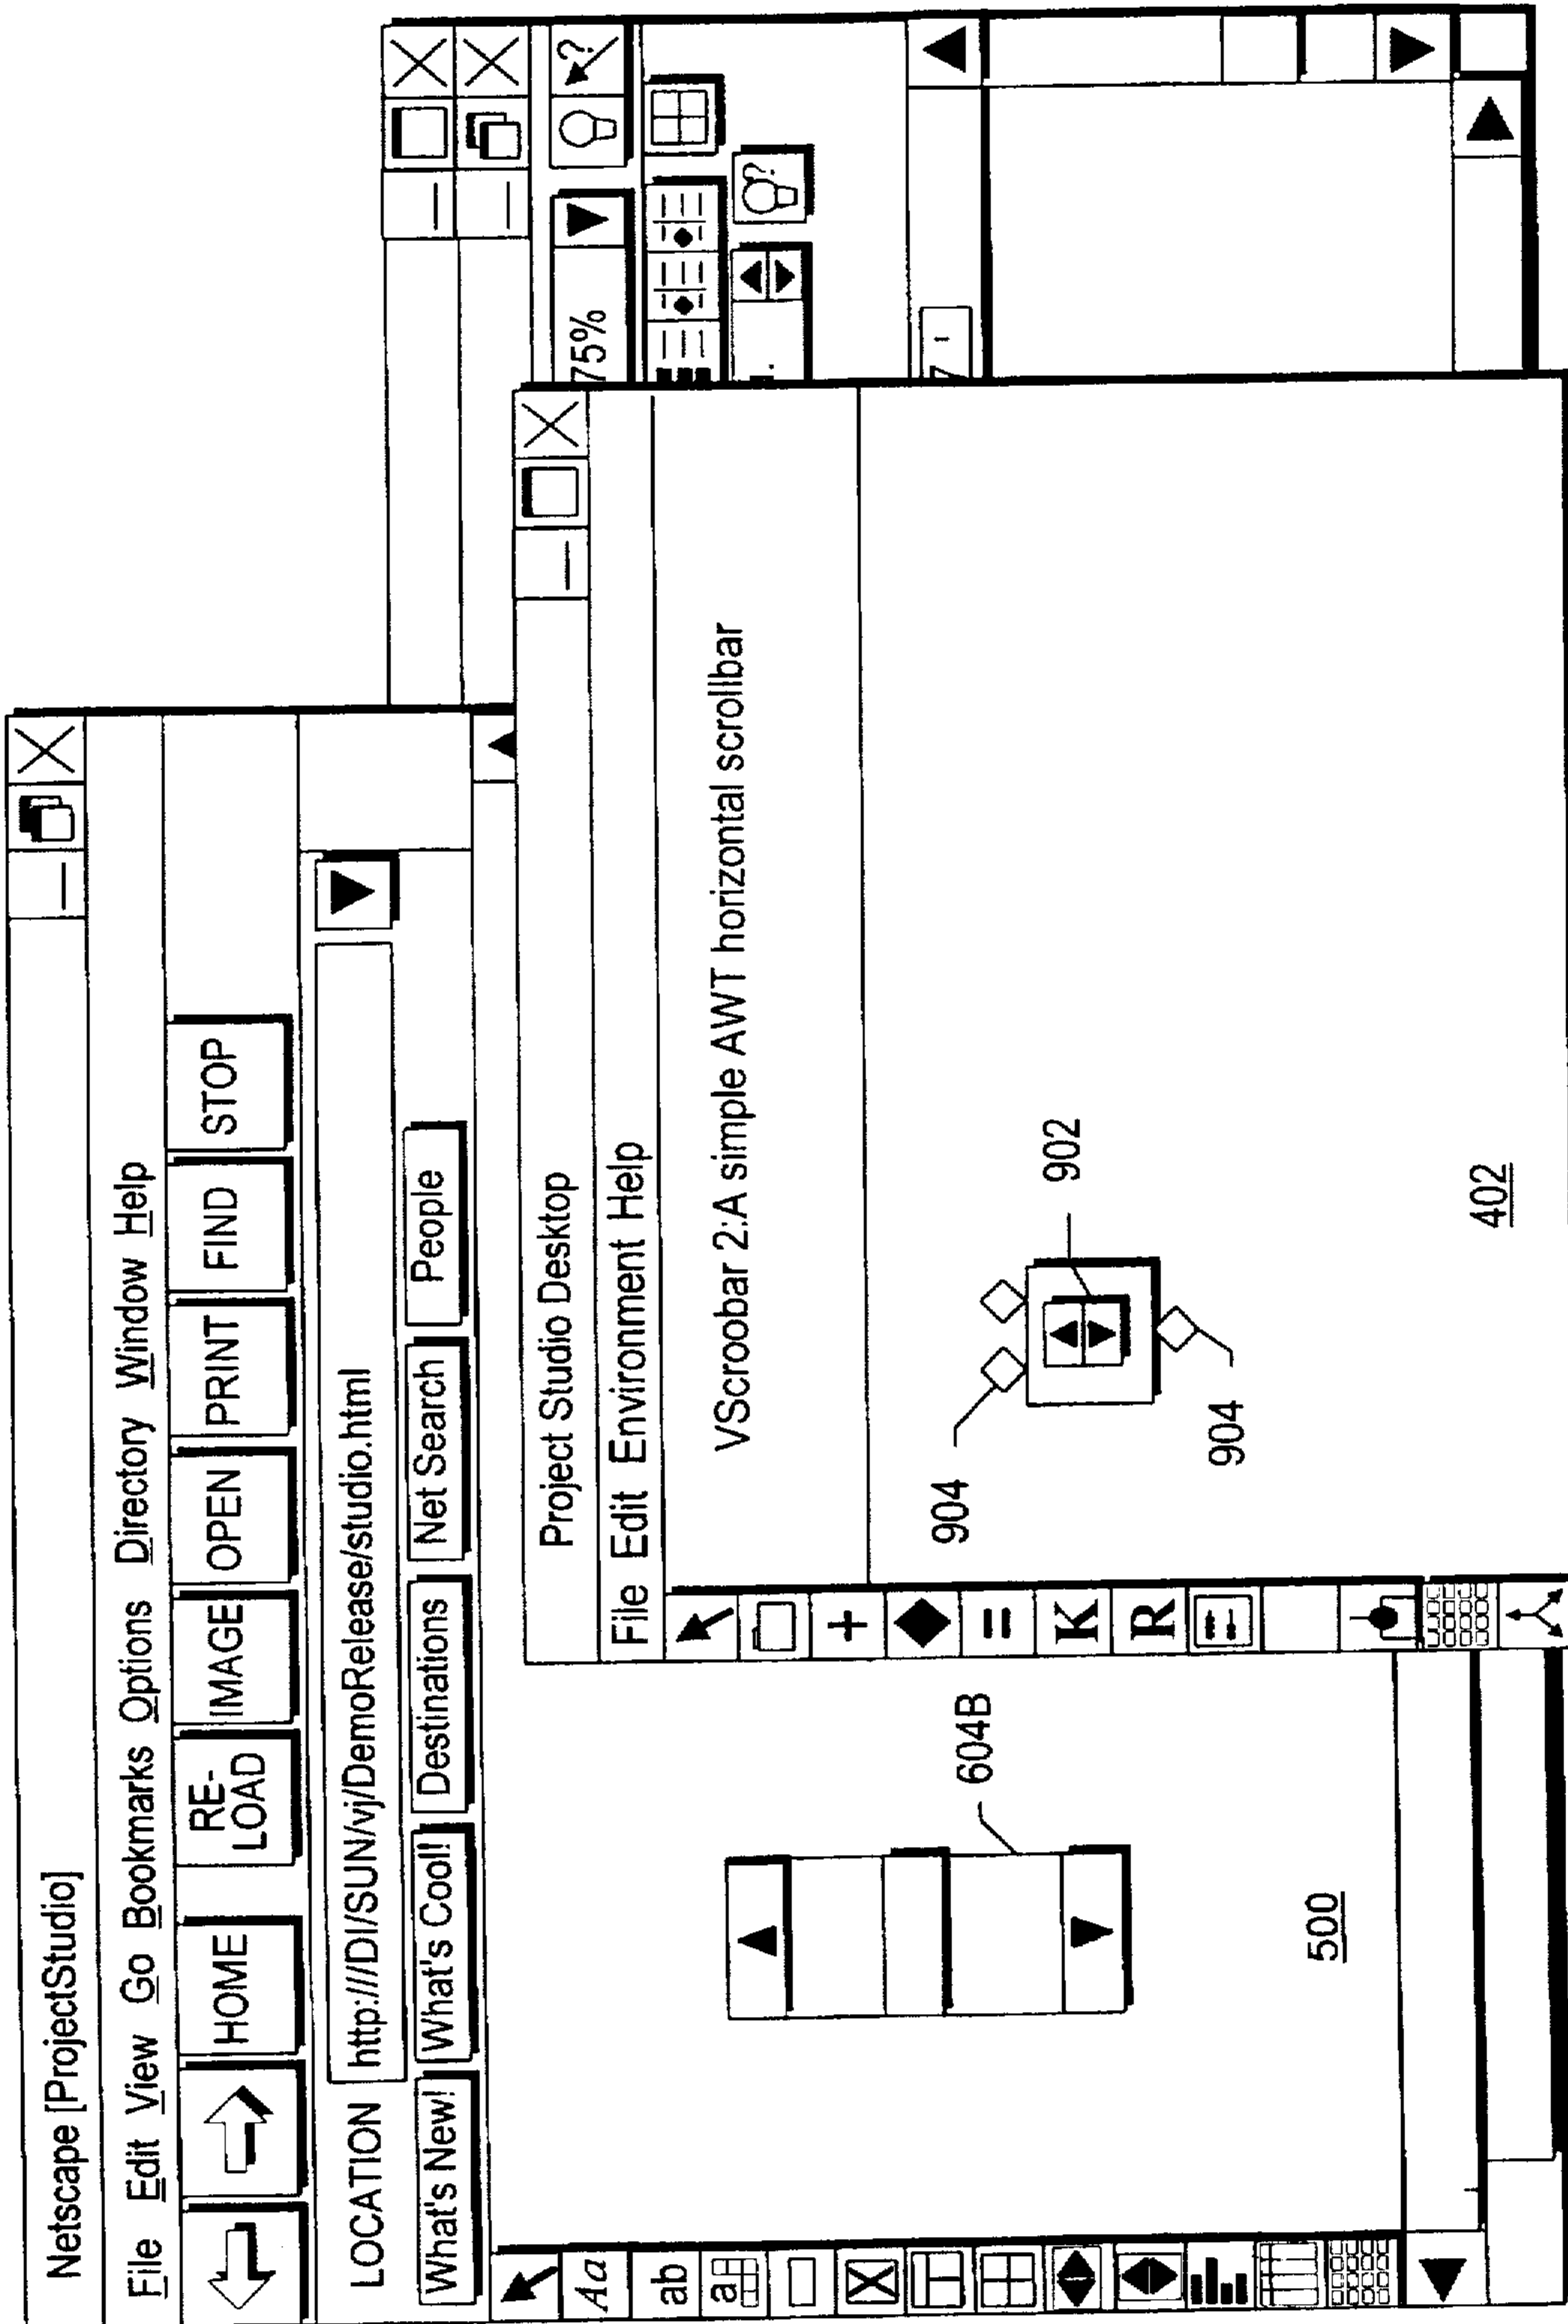 Netscape [ProjectStudio]
File Edit View Go Bookmarks Options Directory Window Help
HOME RE-LOAD IMAGE OPEN PRINT FIND STOP
LOCATION http:///DI/SUN/vj/DemoRelease/studio.html
What's New! What's Cool! Destinations Net Search People
75%
7
Project Studio Desktop
File Edit Environment Help
VScroobar 2:A simple AWT horizontal scrollbar
Aa
ab
a
+
=
K
R
604B
500
904
902
904
402